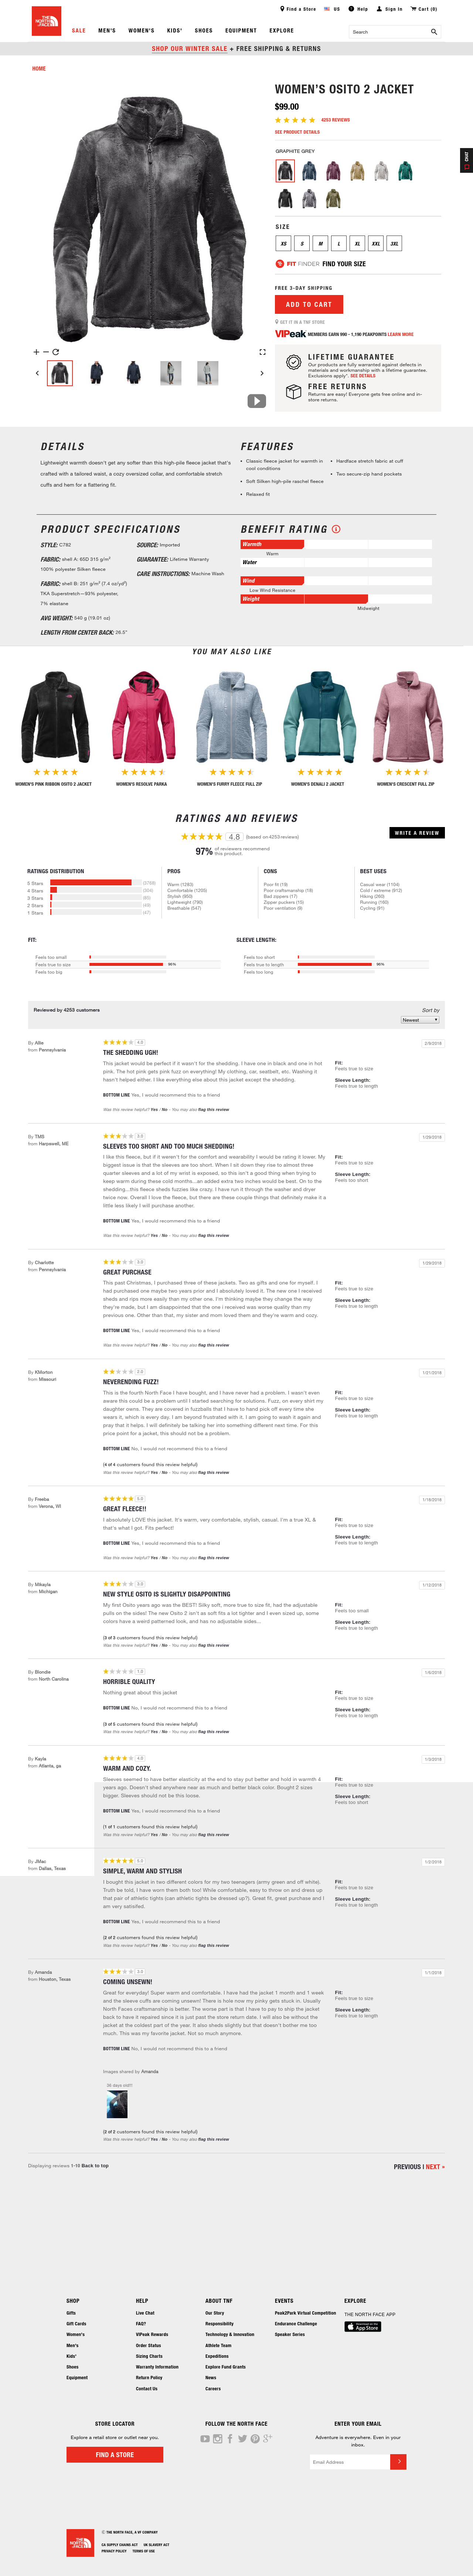 THE NORTH FACE
Find a Store
US
Help
Sign In
Cart (0)
SALE
MEN'S
WOMEN'S
KIDS'
SHOES
EQUIPMENT
EXPLORE
Search
SHOP OUR WINTER SALE + FREE SHIPPING & RETURNS
HOME
WOMEN'S OSITO 2 JACKET
$99.00
4253 REVIEWS
SEE PRODUCT DETAILS
CHAT
GRAPHITE GREY
SIZE
XS S M L XL XXL 3XL
FIT FINDER FIND YOUR SIZE
FREE 3-DAY SHIPPING
ADD TO CART
GET IT IN A TNF STORE
VIPeak MEMBERS EARN 990 - 1,190 PEAKPOINTS LEARN MORE
LIFETIME GUARANTEE
Our products are fully warranted against defects in
materials and workmanship with a lifetime guarantee.
Exclusions apply*. SEE DETAILS
FREE RETURNS
Returns are easy! Everyone gets free online and in-
store returns.
DETAILS
Lightweight warmth doesn't get any softer than this high-pile fleece jacket that's
crafted with a tailored waist, a cozy oversized collar, and comfortable stretch
cuffs and hem for a flattering fit.
FEATURES
Classic fleece jacket for warmth in
cool conditions
Soft Silken high-pile raschel fleece
Relaxed fit
Hardface stretch fabric at cuff
Two secure-zip hand pockets
PRODUCT SPECIFICATIONS
STYLE: C782
FABRIC: shell A: 65D 315 g/m²
100% polyester Silken fleece
FABRIC: shell B: 251 g/m² (7.4 oz/yd²)
TKA Superstretch—93% polyester,
7% elastane
AVG WEIGHT: 540 g (19.01 oz)
LENGTH FROM CENTER BACK: 26.5"
SOURCE: Imported
GUARANTEE: Lifetime Warranty
CARE INSTRUCTIONS: Machine Wash
BENEFIT RATING
Warmth
Warm
Water
Wind
Low Wind Resistance
Weight
Midweight
YOU MAY ALSO LIKE
WOMEN'S PINK RIBBON OSITO 2 JACKET
WOMEN'S RESOLVE PARKA
WOMEN'S FURRY FLEECE FULL ZIP
WOMEN'S DENALI 2 JACKET
WOMEN'S CRESCENT FULL ZIP
RATINGS AND REVIEWS
4.8 (based on 4253 reviews)
97% of reviewers recommend
this product.
WRITE A REVIEW
RATINGS DISTRIBUTION
5 Stars
4 Stars
3 Stars
2 Stars
1 Stars
PROS
Warm (1283)
Comfortable (1255)
Stylish (950)
Lightweight (796)
Breathable (547)
CONS
Poor fit (19)
Poor craftsmanship (18)
Bad zippers (17)
Zipper puckers (15)
Poor ventilation (9)
BEST USES
Casual wear (1104)
Cold / extreme (912)
Hiking (260)
Running (166)
Cycling (91)
FIT:
Feels too small
Feels true to size 96%
Feels too big
SLEEVE LENGTH:
Feels too short
Feels true to length 96%
Feels too long
Reviewed by 4253 customers
Sort by
Newest
By Allie
from Pennsylvania
4.0
2/9/2018
THE SHEDDING UGH!
This jacket would be perfect if it wasn't for the shedding. I have one in black and one in hot
pink. The hot pink gets pink fuzz on everything! My clothing, car, seatbelt, etc. Washing it
hasn't helped either. I like everything else about this jacket except the shedding.
BOTTOM LINE Yes, I would recommend this to a friend
Was this review helpful? Yes / No - You may also flag this review
Fit:
Feels true to size
Sleeve Length:
Feels true to length
By TMS
from Harpswell, ME
3.0
1/29/2018
SLEEVES TOO SHORT AND TOO MUCH SHEDDING!
I like this fleece, but if it weren't for the comfort and wearability I would be rating it lower. My
biggest issue is the sleeves are too short. When I sit down they rise to almost three
quarter sleeves and a lot of my wrist is exposed, so this isn't a great option when trying to
keep warm during these cold months...an added extra two inches would be best. On to the
shedding...this fleece sheds fuzzies like crazy. I have run it through the washer and dryer
twice now. Overall I love the fleece, but there are these couple things that definitely make it a
little less likely I will purchase another.
BOTTOM LINE Yes, I would recommend this to a friend
Was this review helpful? Yes / No - You may also flag this review
Fit:
Feels true to size
Sleeve Length:
Feels too short
By Charlotte
from Pennsylvania
3.0
1/25/2018
GREAT PURCHASE
This past Christmas, I purchased three of these jackets. Two as gifts and one for myself. I
had purchased one maybe two years prior and I absolutely loved it. The new one I received
sheds and rips more easily than my other one. I'm thinking maybe they change the way
they're made, but I am disappointed that the one i received was worse quality than my
previous one. Other than that, my sister and mom loved them and they're warm and cozy.
BOTTOM LINE Yes, I would recommend this to a friend
Was this review helpful? Yes / No - You may also flag this review
Fit:
Feels true to size
Sleeve Length:
Feels true to length
By KMorton
from Missouri
2.0
1/21/2018
NEVERENDING FUZZ!
This is the fourth North Face I have bought, and I have never had a problem. I wasn't even
aware this could be a problem until I started searching for solutions. Fuzz, on every shirt my
daughter owns. They are covered in fuzzballs that I have to hand pick off every time she
wears it, which is every day. I am beyond frustrated with it. I am going to wash it again and
pray that it helps, I will definitely be taking her into something different next time. For this
price point for a jacket, this should not be a problem.
BOTTOM LINE No, I would not recommend this to a friend
(4 of 4 customers found this review helpful)
Was this review helpful? Yes / No - You may also flag this review
Fit:
Feels true to size
Sleeve Length:
Feels true to length
By Freeba
from Verona, WI
5.0
1/18/2018
GREAT FLEECE!!
I absolutely LOVE this jacket. It's warm, very comfortable, stylish, casual. I'm a true XL &
that's what I got. Fits perfectly!
BOTTOM LINE Yes, I would recommend this to a friend
Was this review helpful? Yes / No - You may also flag this review
Fit:
Feels true to size
Sleeve Length:
Feels true to length
By Mikayla
from Michigan
3.0
1/12/2018
NEW STYLE OSITO IS SLIGHTLY DISAPPOINTING
My first Osito years ago was the BEST! Silky soft, more true to size fit, had the adjustable
pulls on the sides! The new Osito 2 isn't as soft fits a lot tighter and I even sized up, some
colors have a weird patterned look, and has no adjustable sides...
(3 of 3 customers found this review helpful)
Was this review helpful? Yes / No - You may also flag this review
Fit:
Feels too small
Sleeve Length:
Feels true to length
By Blondie
from North Carolina
1.0
1/5/2018
HORRIBLE QUALITY
Nothing great about this jacket
BOTTOM LINE No, I would not recommend this to a friend
(3 of 3 customers found this review helpful)
Was this review helpful? Yes / No - You may also flag this review
Fit:
Feels true to size
Sleeve Length:
Feels true to length
By Kayla
from Atlanta, ga
4.0
1/3/2018
WARM AND COZY.
Sleeves seemed to have better elasticity at the end to stay put better and hold in warmth 4
years ago. Doesn't shed anywhere near as much and better black color. Bought 2 sizes
bigger. Sleeves should not be this loose.
BOTTOM LINE Yes, I would recommend this to a friend
(1 of 1 customers found this review helpful)
Was this review helpful? Yes / No - You may also flag this review
Fit:
Feels true to size
Sleeve Length:
Feels too short
By JMac
from Dallas, Texas
5.0
1/2/2018
SIMPLE, WARM AND STYLISH
I bought this jacket in two different colors for my two teenagers (army green and off white).
Truth be told, I have worn them both too! While comfortable, easy to throw on and dress up
that pair of athletic tights (can athletic tights be dressed up?). Great fit, great purchase and I
am very satisfied.
BOTTOM LINE Yes, I would recommend this to a friend
(3 of 3 customers found this review helpful)
Was this review helpful? Yes / No - You may also flag this review
Fit:
Feels true to size
Sleeve Length:
Feels true to length
By Amanda
from Houston, Texas
3.0
1/1/2018
COMING UNSEWN!
Great for everyday! Super warm and comfortable. I have had the jacket 1 month and 1 week
and the sleeve cuffs are coming unsewn! There is now a hole from my pinky gets stuck in. Usually
North Faces craftsmanship is better. The worse part is that I have to pay to ship the jacket
back to have it repaired since it is just past the store return date. I will also be without the
jacket at the coldest part of the year. It also sheds slightly but that doesn't bother me too
much. This was my favorite jacket. Not so much anymore.
BOTTOM LINE No, I would not recommend this to a friend
Images shared by Amanda
36 days old!!!
(2 of 2 customers found this review helpful)
Was this review helpful? Yes / No - You may also flag this review
Fit:
Feels true to size
Sleeve Length:
Feels true to length
Displaying reviews 1-10 Back to top
PREVIOUS | NEXT »
SHOP
Gifts
Gift Cards
Women's
Men's
Kids'
Shoes
Equipment
HELP
Live Chat
FAQ?
VIPeak Rewards
Order Status
Sizing Charts
Warranty Information
Return Policy
Contact Us
ABOUT TNF
Our Story
Responsibility
Technology & Innovation
Athlete Team
Expeditions
Explore Fund Grants
News
Careers
EVENTS
Peak2Park Virtual Competition
Endurance Challenge
Speaker Series
EXPLORE
THE NORTH FACE APP
App Store
STORE LOCATOR
Explore a retail store or outlet near you.
FIND A STORE
FOLLOW THE NORTH FACE
ENTER YOUR EMAIL
Adventure is everywhere. Even in your
inbox.
Email Address
THE NORTH FACE
© THE NORTH FACE, A VF COMPANY
CA SUPPLY CHAINS ACT
UK SLAVERY ACT
PRIVACY POLICY
TERMS OF USE